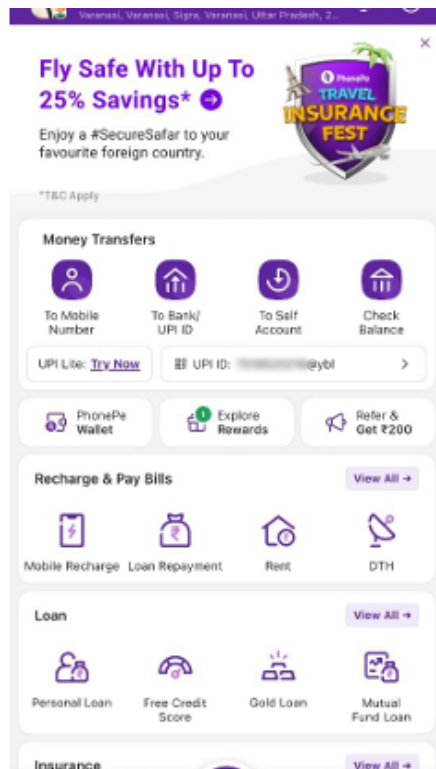 Varanasi, Varanasi, Sigra, Varanasi, Uttar Pradesh, 2...
Fly Safe With Up To
25% Savings*
Enjoy a #SecureSafar to your
favourite foreign country.
*T&C Apply
PhonePe
TRAVEL
INSURANCE
FEST
Money Transfers
To Mobile
Number
To Bank/
UPI ID
To Self
Account
Check
Balance
UPI Lite: Try Now
UPI ID: @ybl
PhonePe
Wallet
1
Explore
Rewards
Refer &
Get ₹200
Recharge & Pay Bills
View All →
Mobile Recharge
Loan Repayment
Rent
DTH
Loan
View All →
Personal Loan
Free Credit
Score
Gold Loan
Mutual
Fund Loan
Insurance
View All →